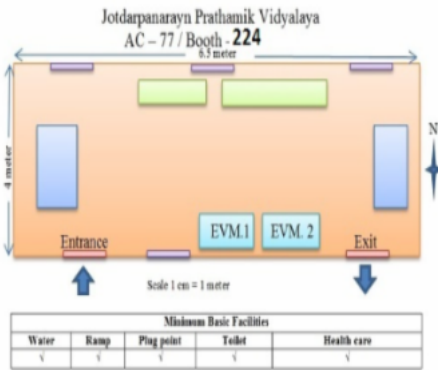 Jotdarpanarayn Prathamik Vidyalaya
AC – 77 / Booth - 224
6.5 meter
4 meter
N
EVM.1 EVM. 2
Entrance Exit
Scale 1 cm = 1 meter
Minimum Basic Facilities
Water Ramp Plug point Toilet Health care
√ √ √ √ √